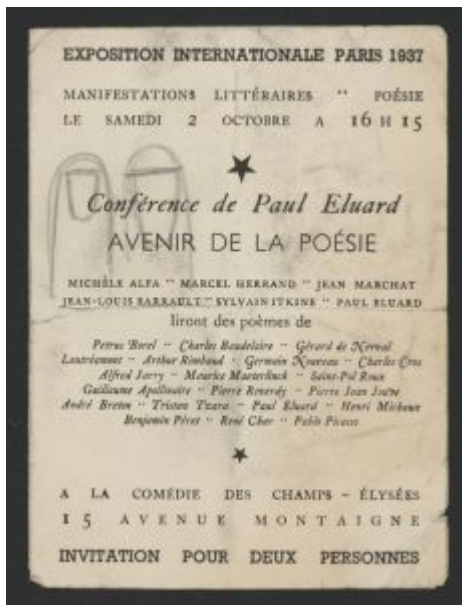 EXPOSITION INTERNATIONALE PARIS 1937
MANIFESTATIONS LITTÉRAIRES " POÉSIE
LE SAMEDI 2 OCTOBRE A 16 H 15
Conférence de Paul Eluard
AVENIR DE LA POÉSIE
MICHÈLE ALFA " MARCEL HERRAND " JEAN MARCHAT
JEAN-LOUIS BARRAULT " SYLVAIN ITKINE " PAUL ELUARD
liront des poèmes de
Petrus Borel " Charles Baudelaire " Gérard de Nerval
Lautréamont " Arthur Rimbaud " Germain Nouveau " Charles Cros
Alfred Jarry " Maurice Maeterlinck " Saint-Pol Roux
Guillaume Apollinaire " Pierre Reverdy " Pierre Jean Jouve
André Breton " Tristan Tzara " Paul Eluard " Henri Michaux
Benjamin Péret " René Char " Pablo Picasso
A LA COMÉDIE DES CHAMPS - ÉLYSÉES
15 AVENUE MONTAIGNE
INVITATION POUR DEUX PERSONNES